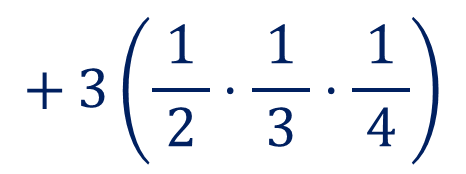 + 3 (1/2 · 1/3 · 1/4)